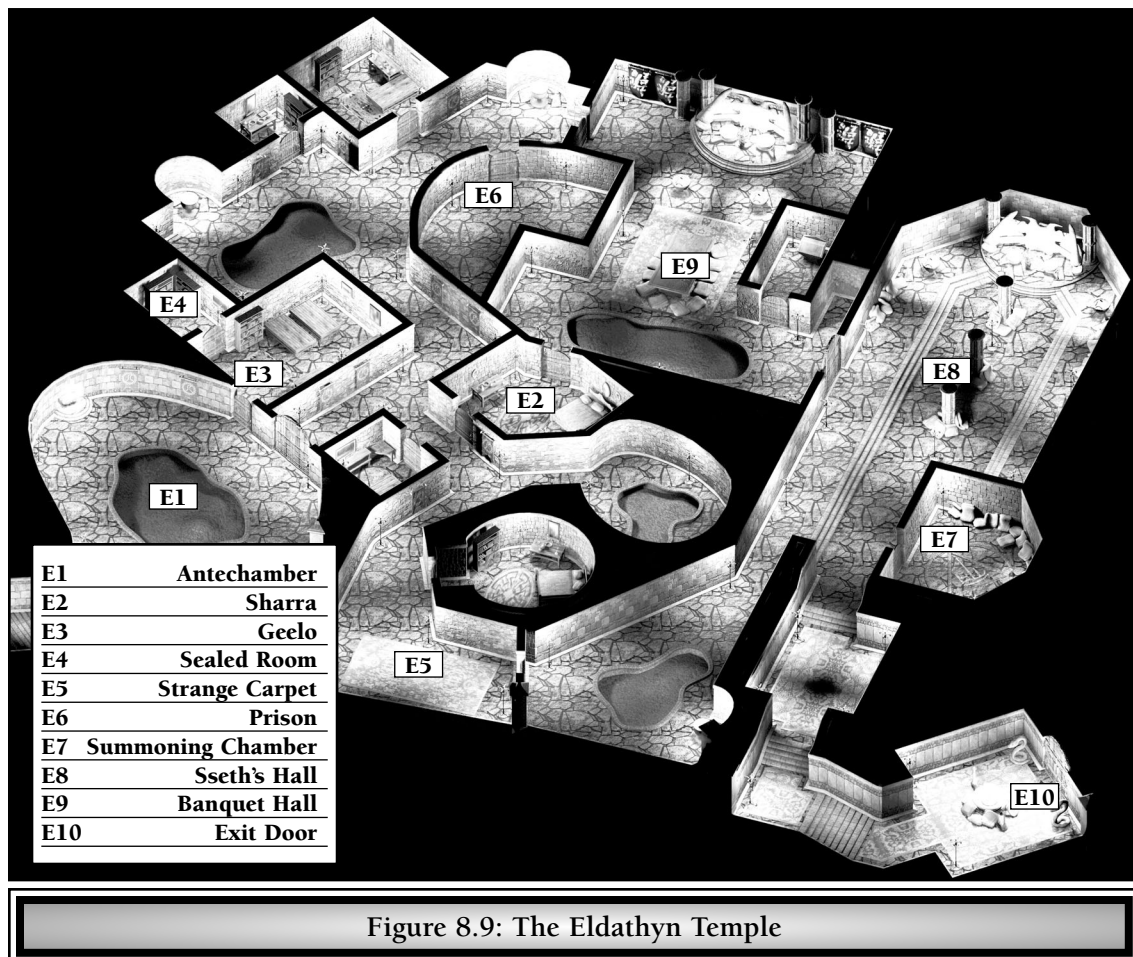 E6
E9
E4
E8
E3
E2
E1
E7
E5
E10
E1 Antechamber
E2 Sharra
E3 Geelo
E4 Sealed Room
E5 Strange Carpet
E6 Prison
E7 Summoning Chamber
E8 Sseth's Hall
E9 Banquet Hall
E10 Exit Door
Figure 8.9: The Eldathyn Temple